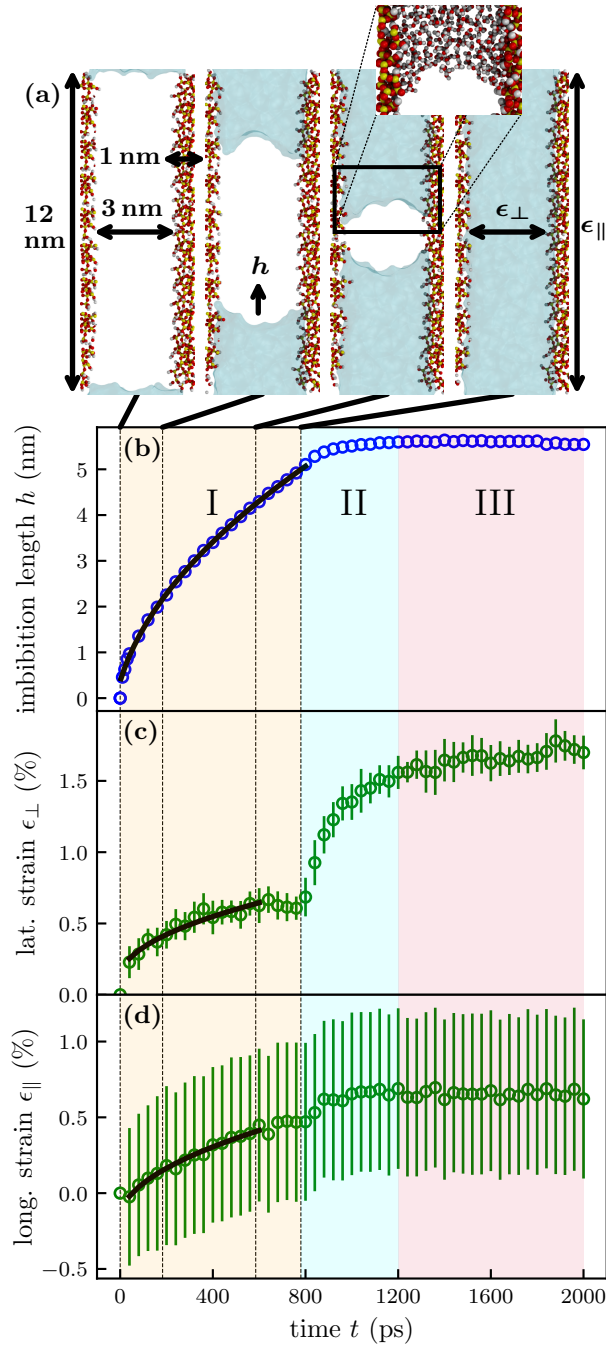 (a)
1 nm
12
nm
3 nm
h
ϵ⊥
ϵ∥
(b)
I
II
III
imbibition length h (nm)
5
4
3
2
1
0
(c)
lat. strain ϵ⊥ (%)
1.5
1.0
0.5
0.0
(d)
long. strain ϵ∥ (%)
1.0
0.5
0.0
−0.5
0
400
800
1200
1600
2000
time t (ps)